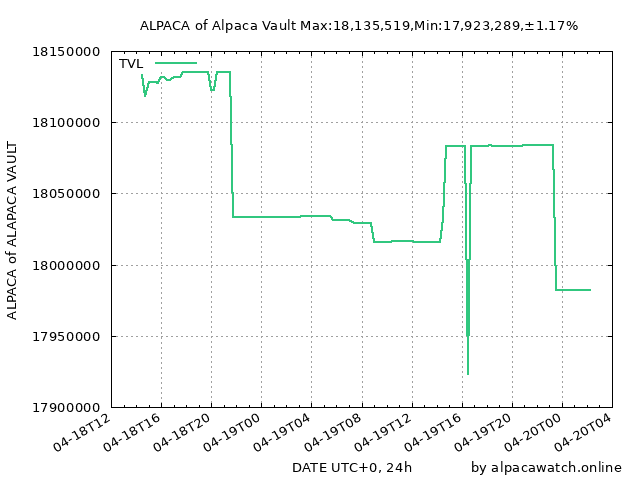 ALPACA of Alpaca Vault Max:18,135,519,Min:17,923,289,±1.17%
TVL
18150000
18100000
18050000
18000000
17950000
17900000
ALPACA of ALAPACA VAULT
04-18T12
04-18T16
04-18T20
04-19T00
04-19T04
04-19T08
04-19T12
04-19T16
04-19T20
04-20T00
04-20T04
DATE UTC+0, 24h
by alpacawatch.online